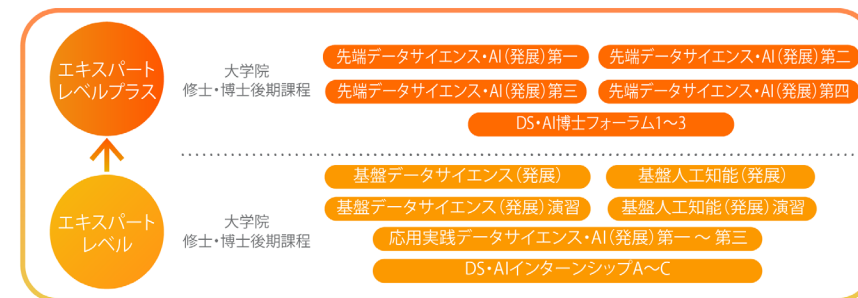 エキスパート
レベルプラス
大学院
修士・博士後期課程
先端データサイエンス・AI(発展)第一
先端データサイエンス・AI(発展)第二
先端データサイエンス・AI(発展)第三
先端データサイエンス・AI(発展)第四
DS・AI博士フォーラム1〜3
エキスパート
レベル
大学院
修士・博士後期課程
基盤データサイエンス(発展)
基盤人工知能(発展)
基盤データサイエンス(発展)演習
基盤人工知能(発展)演習
応用実践データサイエンス・AI(発展)第一 〜 第三
DS・AIインターンシップA〜C